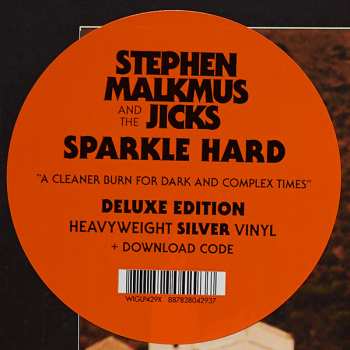 STEPHEN
MALKMUS
AND THE JICKS
SPARKLE HARD
"A CLEANER BURN FOR DARK AND COMPLEX TIMES"
DELUXE EDITION
HEAVYWEIGHT SILVER VINYL
+ DOWNLOAD CODE
WIGLP429X 887828042937